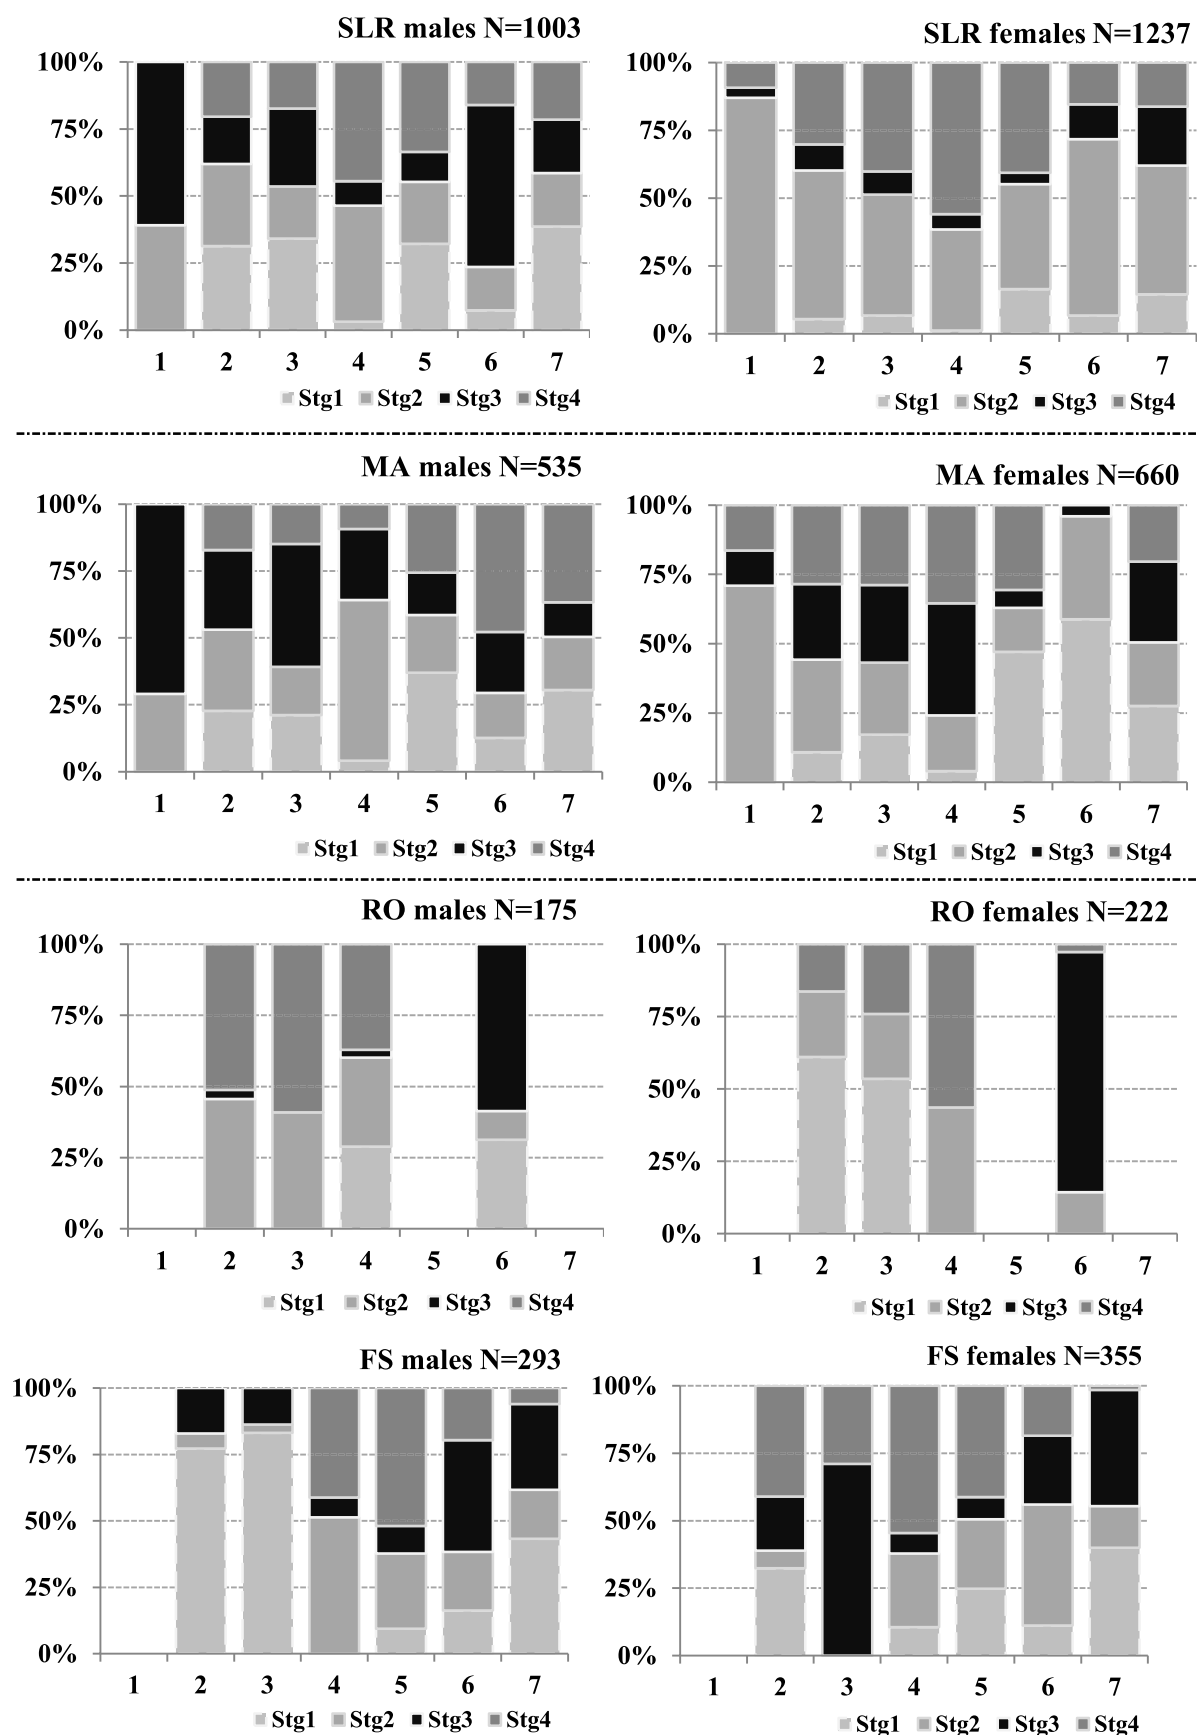 SLR males N=1003
100%
75%
50%
25%
0%
1 2 3 4 5 6 7
Stg1 Stg2 Stg3 Stg4
SLR females N=1237
100%
75%
50%
25%
0%
1 2 3 4 5 6 7
Stg1 Stg2 Stg3 Stg4
MA males N=535
100%
75%
50%
25%
0%
1 2 3 4 5 6 7
Stg1 Stg2 Stg3 Stg4
MA females N=660
100%
75%
50%
25%
0%
1 2 3 4 5 6 7
Stg1 Stg2 Stg3 Stg4
RO males N=175
100%
75%
50%
25%
0%
1 2 3 4 5 6 7
Stg1 Stg2 Stg3 Stg4
RO females N=222
100%
75%
50%
25%
0%
1 2 3 4 5 6 7
Stg1 Stg2 Stg3 Stg4
FS males N=293
100%
75%
50%
25%
0%
1 2 3 4 5 6 7
Stg1 Stg2 Stg3 Stg4
FS females N=355
100%
75%
50%
25%
0%
1 2 3 4 5 6 7
Stg1 Stg2 Stg3 Stg4